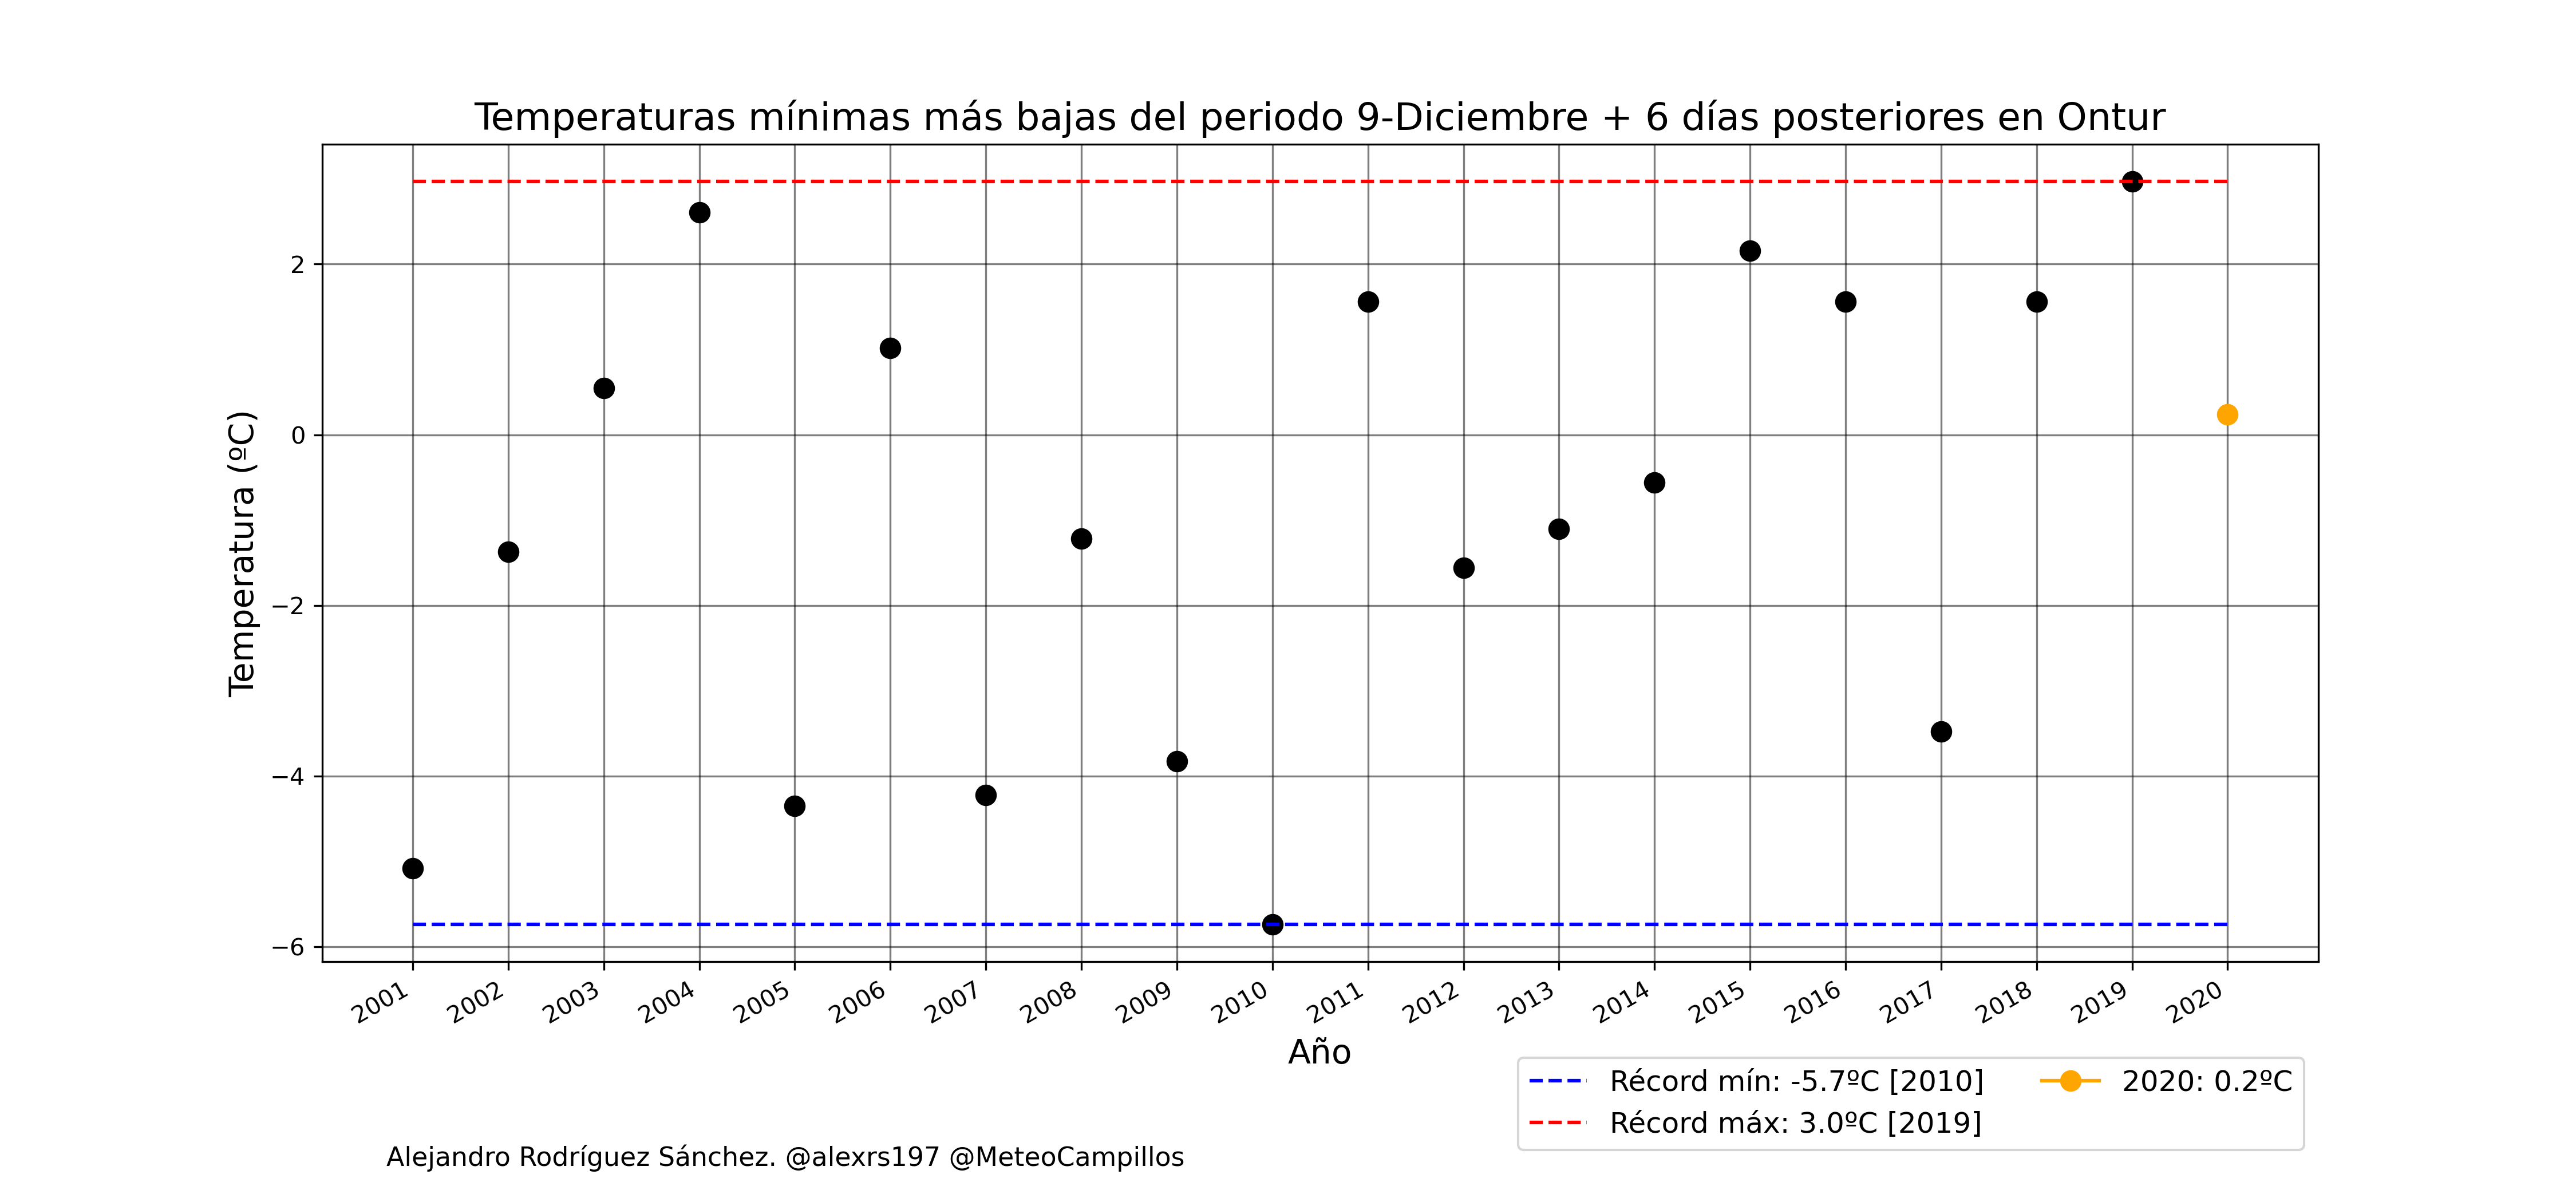 Temperaturas mínimas más bajas del periodo 9-Diciembre + 6 días posteriores en Ontur
Temperatura (ºC)
2
0
−2
−4
−6
2001 2002 2003 2004 2005 2006 2007 2008 2009 2010 2011 2012 2013 2014 2015 2016 2017 2018 2019 2020
Año
Récord mín: -5.7ºC [2010]
Récord máx: 3.0ºC [2019]
2020: 0.2ºC
Alejandro Rodríguez Sánchez. @alexrs197 @MeteoCampillos